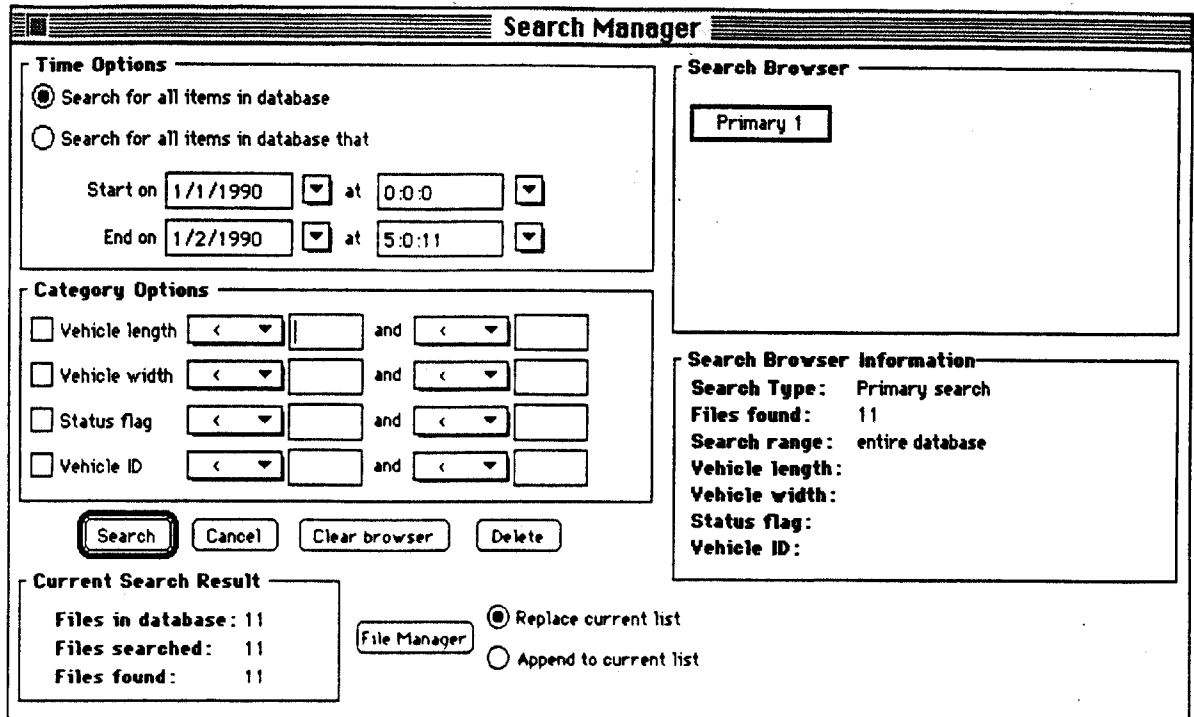 Search Manager
Time Options
Search for all items in database
Search for all items in database that
Start on 1/1/1990 at 0:0:0
End on 1/2/1990 at 5:0:11
Category Options
Vehicle length < and <
Vehicle width < and <
Status flag < and <
Vehicle ID < and <
Search Cancel Clear browser Delete
Current Search Result
Files in database: 11
Files searched: 11
Files found: 11
File Manager
Replace current list
Append to current list
Search Browser
Primary 1
Search Browser Information
Search Type: Primary search
Files found: 11
Search range: entire database
Vehicle length:
Vehicle width:
Status flag:
Vehicle ID: